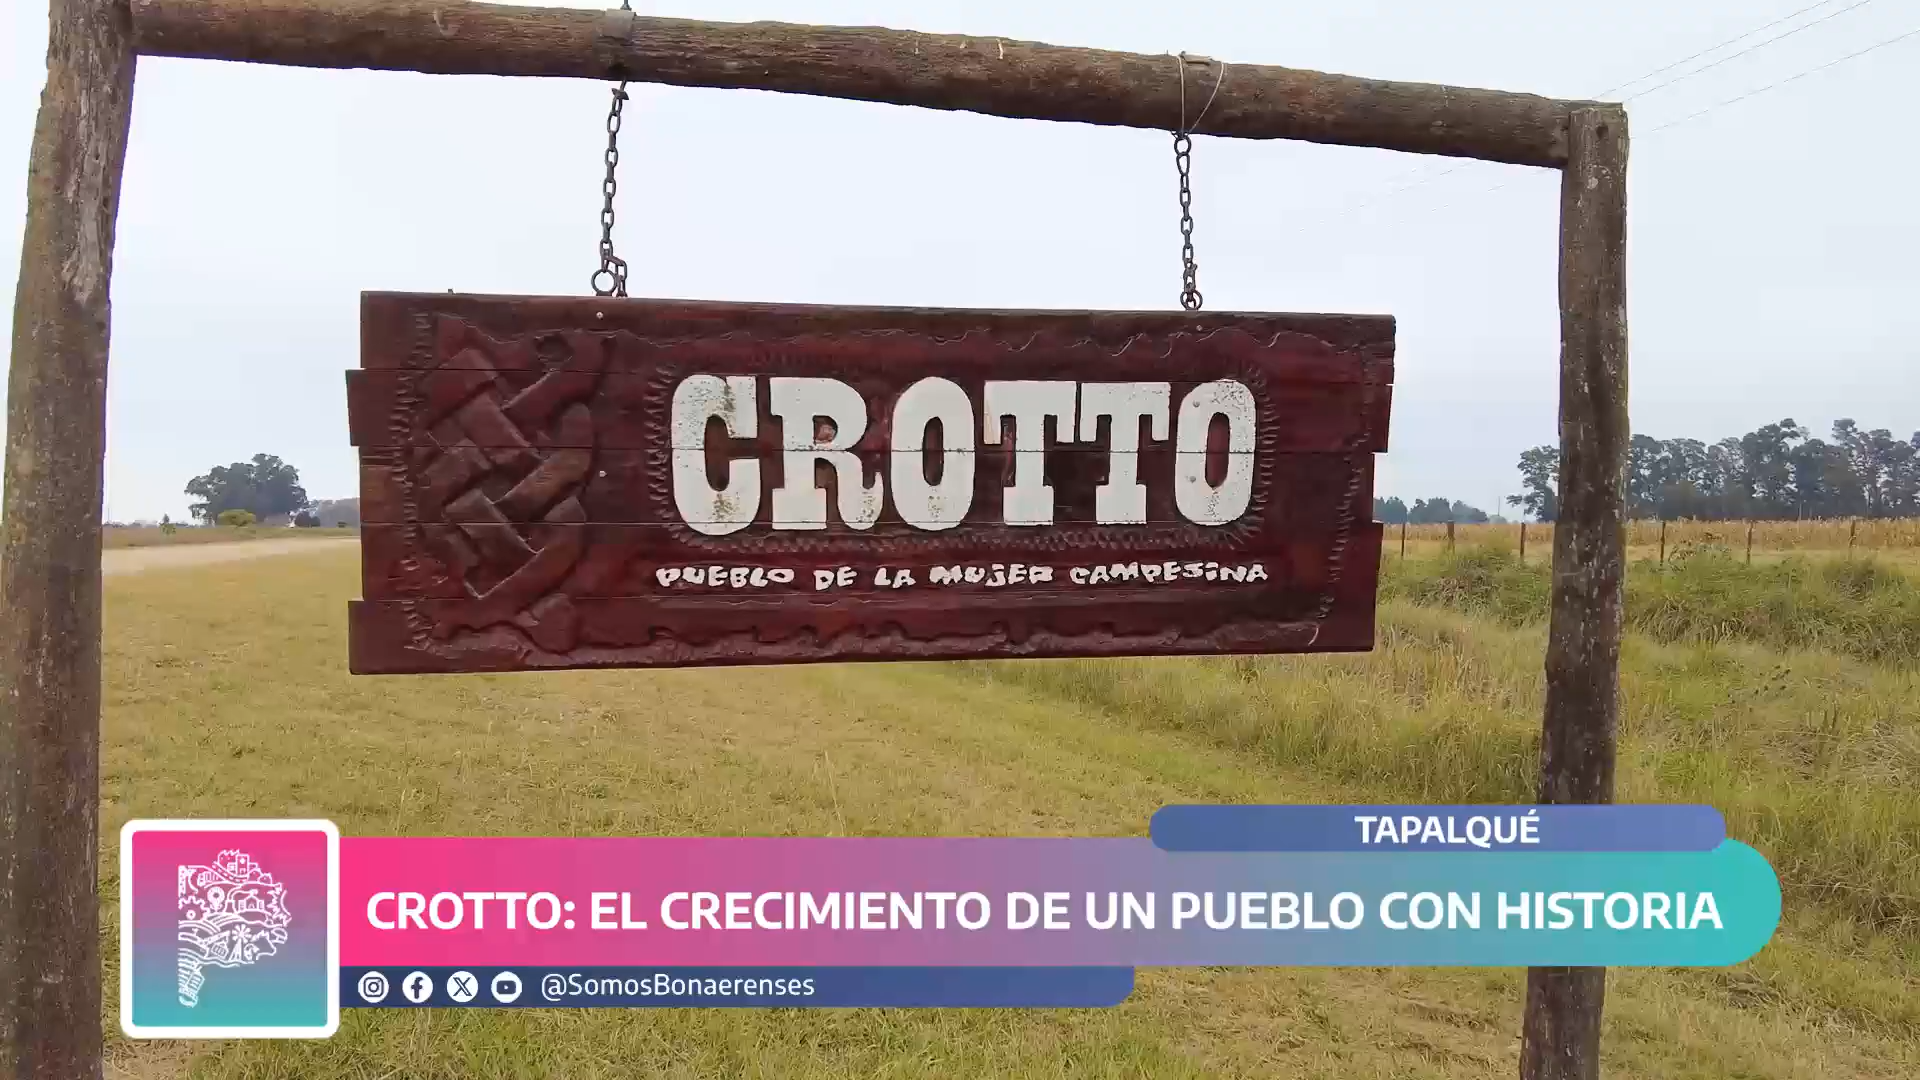 CROTTO
PUEBLO DE LA MUJER CAMPESINA
TAPALQUÉ
CROTTO: EL CRECIMIENTO DE UN PUEBLO CON HISTORIA
@SomosBonaerenses